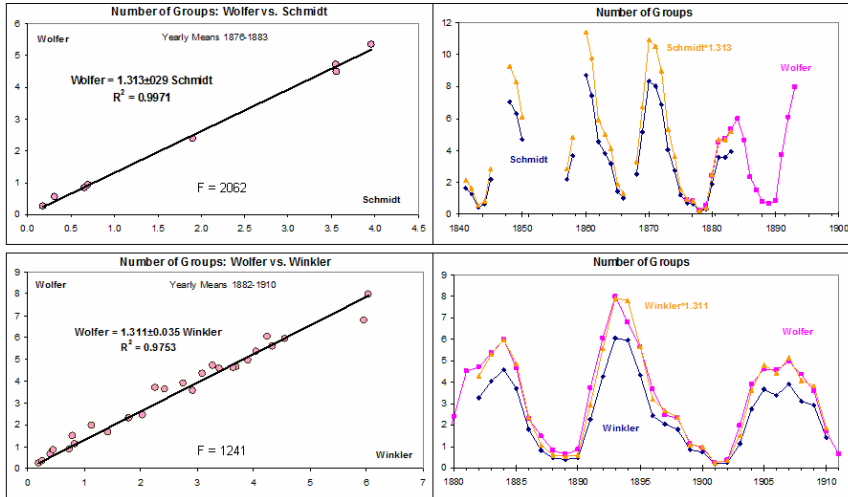 Number of Groups: Wolfer vs. Schmidt
Wolfer
Yearly Means 1876-1883
Wolfer = 1.313±029 Schmidt
R² = 0.9971
F = 2062
Schmidt
6
5
4
3
2
1
0
0.0 0.5 1.0 1.5 2.0 2.5 3.0 3.5 4.0 4.5
Number of Groups
Schmidt*1.313
Wolfer
Schmidt
12
10
8
6
4
2
0
1840 1850 1860 1870 1880 1890 1900
Number of Groups: Wolfer vs. Winkler
Wolfer
Yearly Means 1882-1910
Wolfer = 1.311±0.035 Winkler
R² = 0.9753
F = 1241
Winkler
9
8
7
6
5
4
3
2
1
0
0 1 2 3 4 5 6 7
Number of Groups
Winkler*1.311
Wolfer
Winkler
9
8
7
6
5
4
3
2
1
0
1880 1885 1890 1895 1900 1905 1910